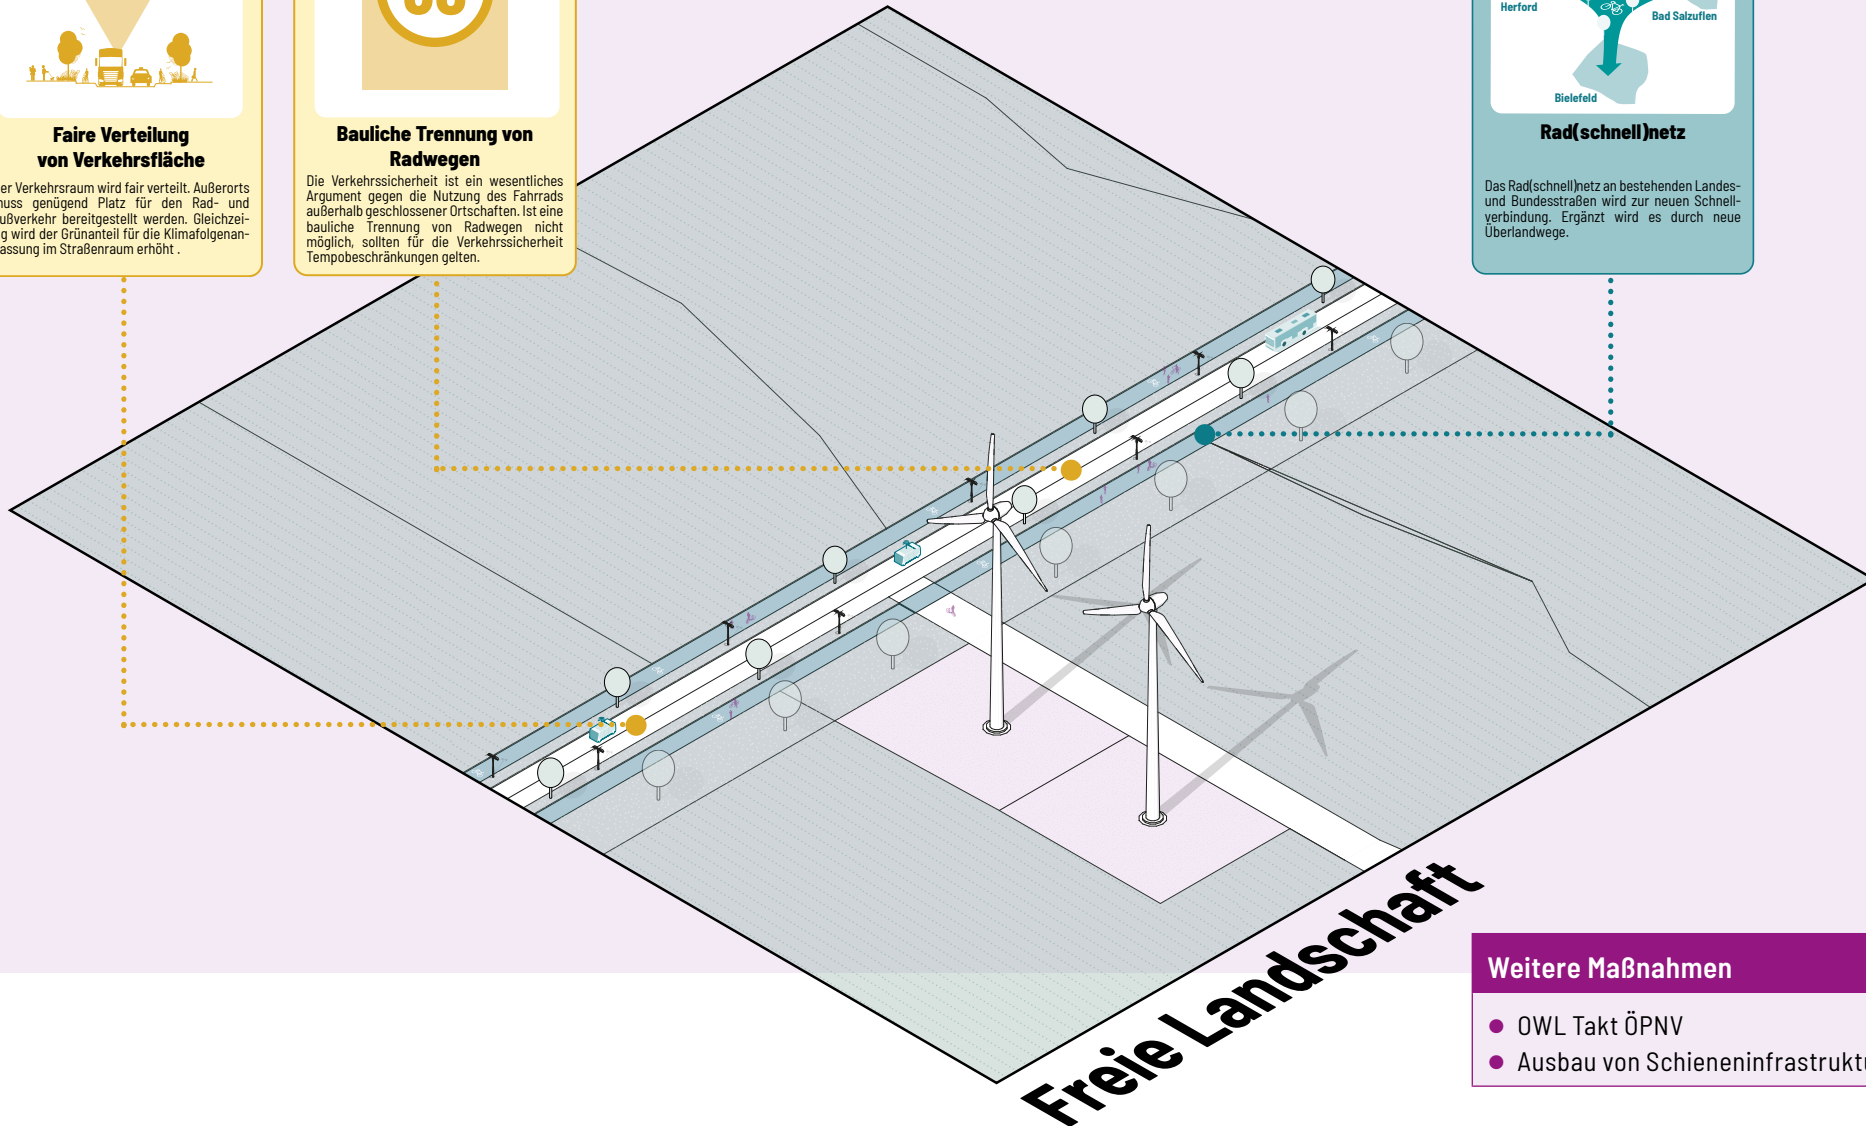 Faire Verteilung
von Verkehrsfläche
er Verkehrsraum wird fair verteilt. Außerorts
uss genügend Platz für den Rad- und
ußverkehr bereitgestellt werden. Gleichzei-
g wird der Grünanteil für die Klimafolgenan-
assung im Straßenraum erhöht .
Bauliche Trennung von
Radwegen
Die Verkehrssicherheit ist ein wesentliches
Argument gegen die Nutzung des Fahrrads
außerhalb geschlossener Ortschaften. Ist eine
bauliche Trennung von Radwegen nicht
möglich, sollten für die Verkehrssicherheit
Tempobeschränkungen gelten.
Herford
Bad Salzuflen
Bielefeld
Rad(schnell)netz
Das Rad(schnell)netz an bestehenden Landes-
und Bundesstraßen wird zur neuen Schnell-
verbindung. Ergänzt wird es durch neue
Überlandwege.
Freie Landschaft
Weitere Maßnahmen
OWL Takt ÖPNV
Ausbau von Schieneninfrastrukt